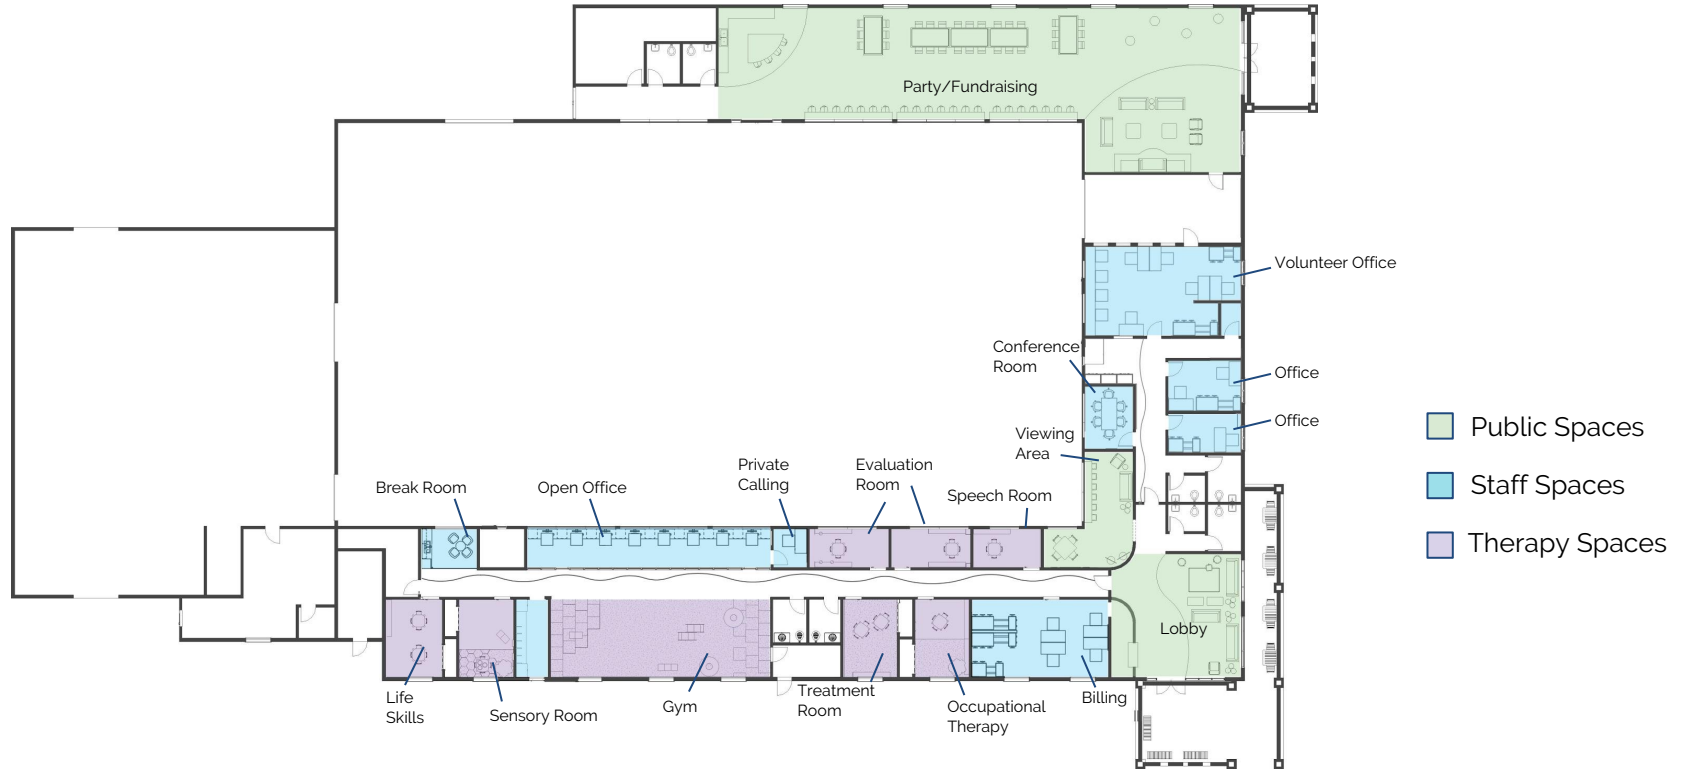 Party/Fundraising
Volunteer Office
Conference
Room
Office
Office
Viewing
Area
Private
Calling
Evaluation
Room
Break Room
Open Office
Speech Room
Public Spaces
Staff Spaces
Therapy Spaces
Lobby
Life
Skills
Sensory Room
Gym
Treatment
Room
Occupational
Therapy
Billing